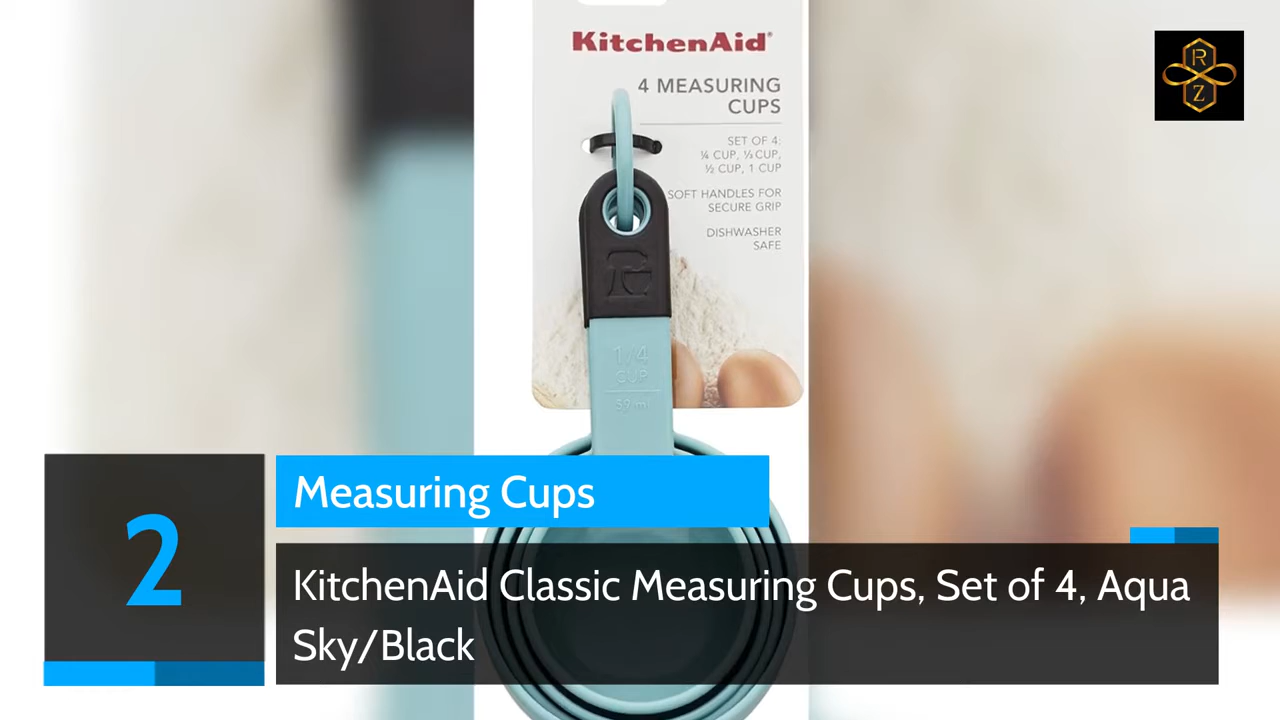 KitchenAid®
4 MEASURING
CUPS
SET OF 4:
¼ CUP, ⅓ CUP,
½ CUP, 1 CUP
SOFT HANDLES FOR
SECURE GRIP
DISHWASHER
SAFE
1/4
CUP
59 ml
R
Z
2
Measuring Cups
KitchenAid Classic Measuring Cups, Set of 4, Aqua
Sky/Black